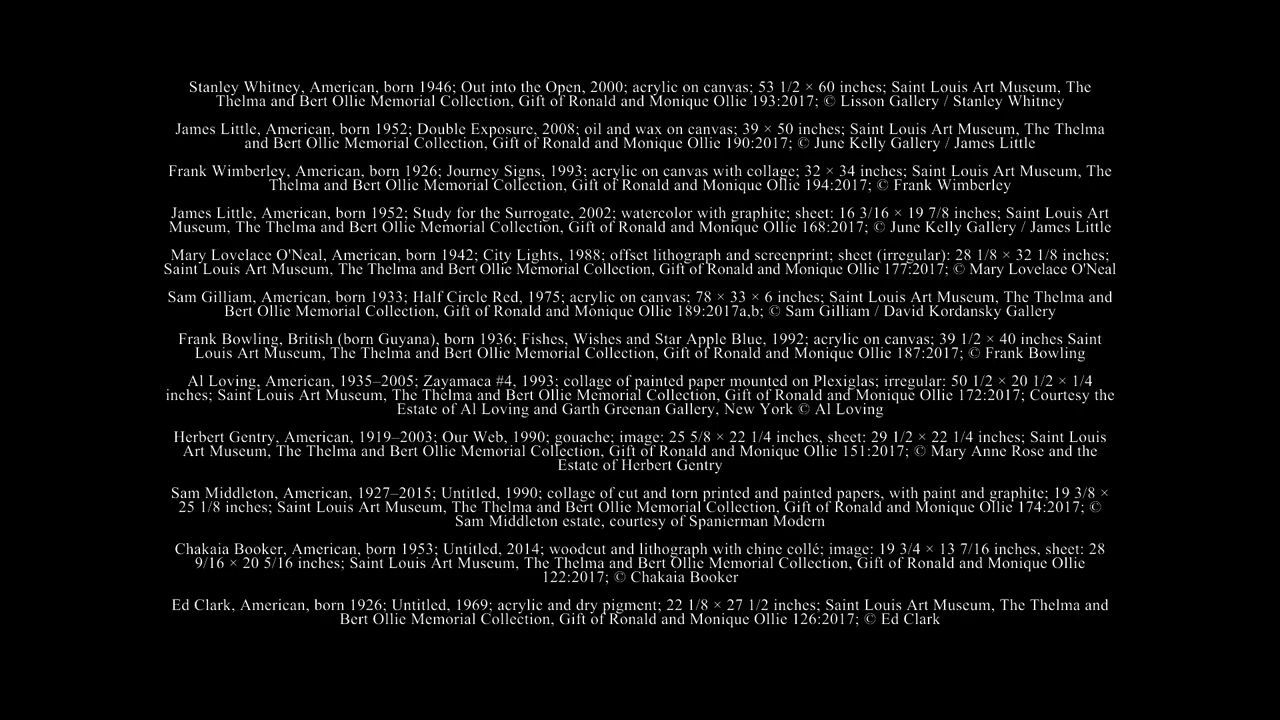 Stanley Whitney, American, born 1946; Out into the Open, 2000; acrylic on canvas; 53 1/2 × 60 inches; Saint Louis Art Museum, The
Thelma and Bert Ollie Memorial Collection, Gift of Ronald and Monique Ollie 193:2017; © Lisson Gallery / Stanley Whitney
James Little, American, born 1952; Double Exposure, 2008; oil and wax on canvas; 39 × 50 inches; Saint Louis Art Museum, The Thelma
and Bert Ollie Memorial Collection, Gift of Ronald and Monique Ollie 190:2017; © June Kelly Gallery / James Little
Frank Wimberley, American, born 1926; Journey Signs, 1993; acrylic on canvas with collage; 32 × 34 inches; Saint Louis Art Museum, The
Thelma and Bert Ollie Memorial Collection, Gift of Ronald and Monique Ollie 194:2017; © Frank Wimberley
James Little, American, born 1952; Study for the Surrogate, 2002; watercolor with graphite; sheet: 16 3/16 × 19 7/8 inches; Saint Louis Art
Museum, The Thelma and Bert Ollie Memorial Collection, Gift of Ronald and Monique Ollie 168:2017; © June Kelly Gallery / James Little
Mary Lovelace O'Neal, American, born 1942; City Lights, 1988; offset lithograph and screenprint; sheet (irregular): 28 1/8 × 32 1/8 inches;
Saint Louis Art Museum, The Thelma and Bert Ollie Memorial Collection, Gift of Ronald and Monique Ollie 177:2017; © Mary Lovelace O'Neal
Sam Gilliam, American, born 1933; Half Circle Red, 1975; acrylic on canvas; 78 × 33 × 6 inches; Saint Louis Art Museum, The Thelma and
Bert Ollie Memorial Collection, Gift of Ronald and Monique Ollie 189:2017a,b; © Sam Gilliam / David Kordansky Gallery
Frank Bowling, British (born Guyana), born 1936; Fishes, Wishes and Star Apple Blue, 1992; acrylic on canvas; 39 1/2 × 40 inches Saint
Louis Art Museum, The Thelma and Bert Ollie Memorial Collection, Gift of Ronald and Monique Ollie 187:2017; © Frank Bowling
Al Loving, American, 1935–2005; Zayamaca #4, 1993; collage of painted paper mounted on Plexiglas; irregular: 50 1/2 × 20 1/2 × 1/4
inches; Saint Louis Art Museum, The Thelma and Bert Ollie Memorial Collection, Gift of Ronald and Monique Ollie 172:2017; Courtesy the
Estate of Al Loving and Garth Greenan Gallery, New York © Al Loving
Herbert Gentry, American, 1919–2003; Our Web, 1990; gouache; image: 25 5/8 × 22 1/4 inches, sheet: 29 1/2 × 22 1/4 inches; Saint Louis
Art Museum, The Thelma and Bert Ollie Memorial Collection, Gift of Ronald and Monique Ollie 151:2017; © Mary Anne Rose and the
Estate of Herbert Gentry
Sam Middleton, American, 1927–2015; Untitled, 1990; collage of cut and torn printed and painted papers, with paint and graphite; 19 3/8 ×
25 1/8 inches; Saint Louis Art Museum, The Thelma and Bert Ollie Memorial Collection, Gift of Ronald and Monique Ollie 174:2017; ©
Sam Middleton estate, courtesy of Spanierman Modern
Chakaia Booker, American, born 1953; Untitled, 2014; woodcut and lithograph with chine collé; image: 19 3/4 × 13 7/16 inches, sheet: 28
9/16 × 20 5/16 inches; Saint Louis Art Museum, The Thelma and Bert Ollie Memorial Collection, Gift of Ronald and Monique Ollie
122:2017; © Chakaia Booker
Ed Clark, American, born 1926; Untitled, 1969; acrylic and dry pigment; 22 1/8 × 27 1/2 inches; Saint Louis Art Museum, The Thelma and
Bert Ollie Memorial Collection, Gift of Ronald and Monique Ollie 126:2017; © Ed Clark